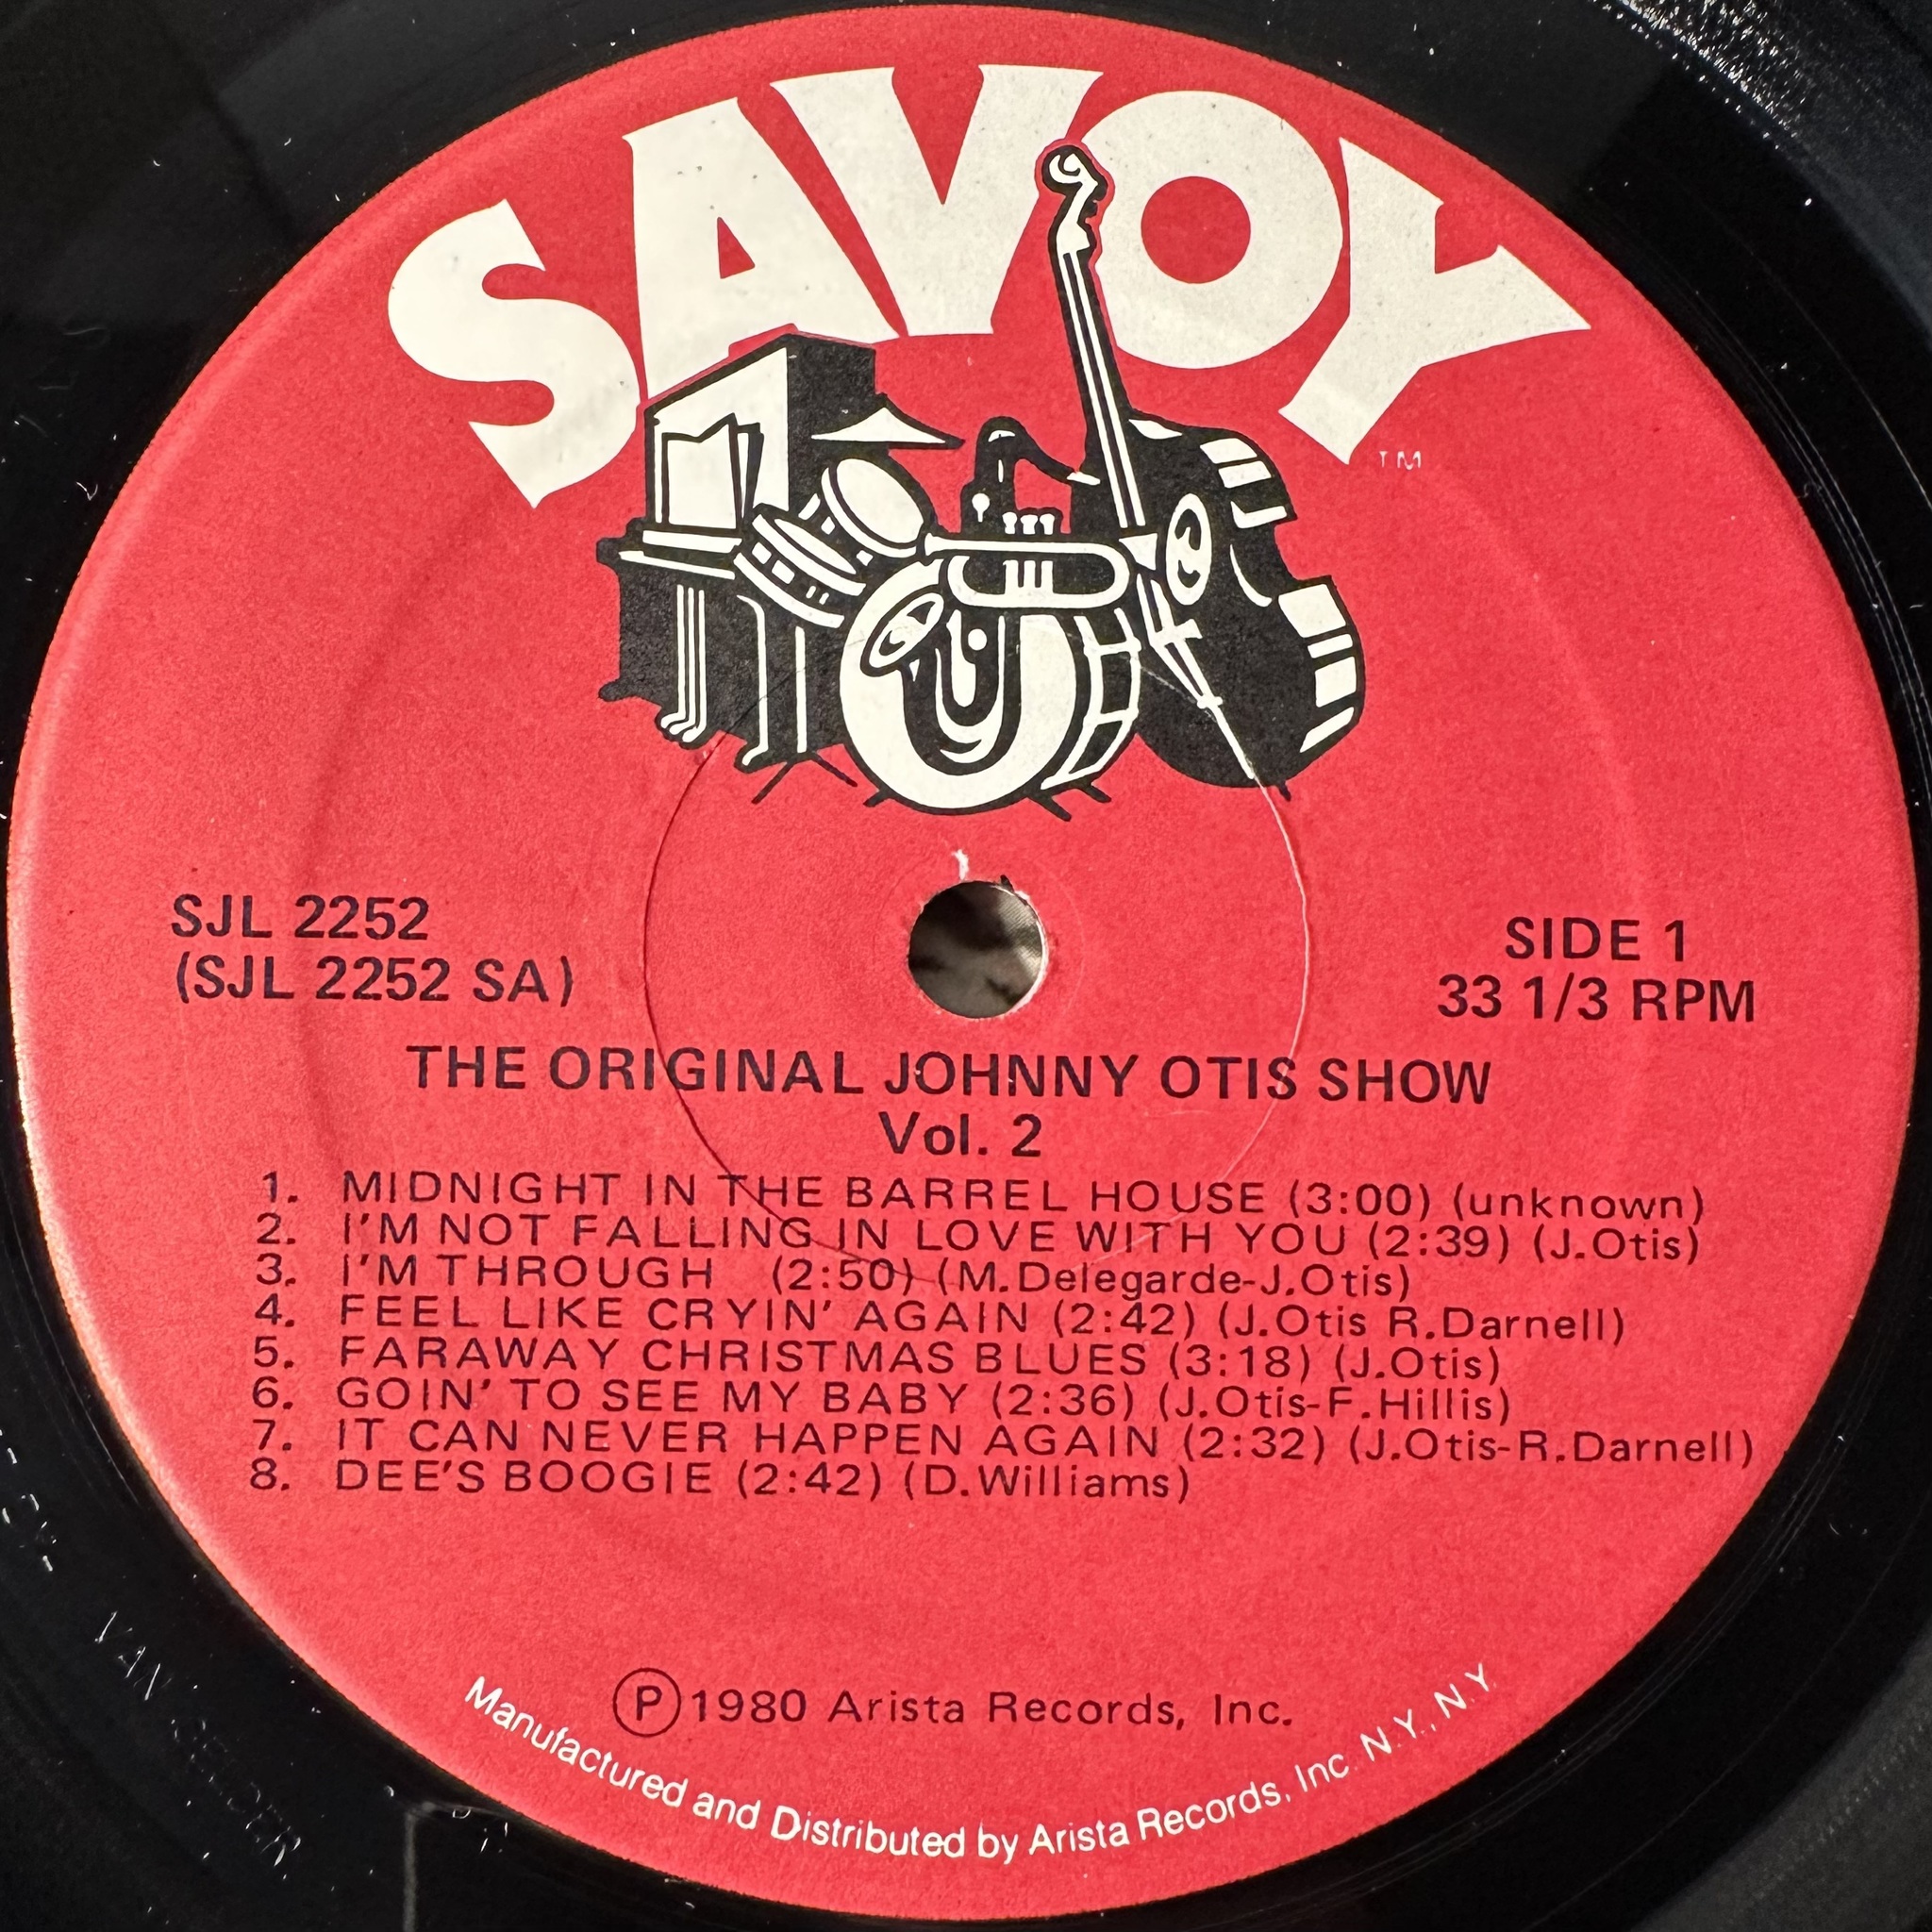 SAVOY
TM
SJL 2252
(SJL 2252 SA)
SIDE 1
33 1/3 RPM
THE ORIGINAL JOHNNY OTIS SHOW
Vol. 2
1. MIDNIGHT IN THE BARREL HOUSE (3:00) (unknown)
2. I'M NOT FALLING IN LOVE WITH YOU (2:39) (J.Otis)
3. I'M THROUGH (2:50) (M.Delegarde-J.Otis)
4. FEEL LIKE CRYIN' AGAIN (2:42) (J.Otis R.Darnell)
5. FARAWAY CHRISTMAS BLUES (3:18) (J.Otis)
6. GOIN' TO SEE MY BABY (2:36) (J.Otis-F.Hillis)
7. IT CAN NEVER HAPPEN AGAIN (2:32) (J.Otis-R.Darnell)
8. DEE'S BOOGIE (2:42) (D.Williams)
Ⓟ1980 Arista Records, Inc.
Manufactured and Distributed by Arista Records, Inc. N.Y., N.Y.
VAN GELDER